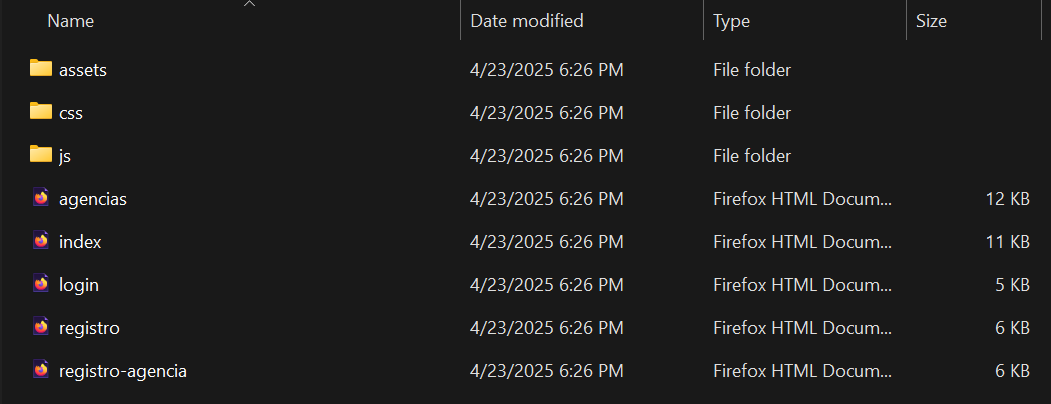 Name Date modified Type Size
assets 4/23/2025 6:26 PM File folder
css 4/23/2025 6:26 PM File folder
js 4/23/2025 6:26 PM File folder
agencias 4/23/2025 6:26 PM Firefox HTML Docum... 12 KB
index 4/23/2025 6:26 PM Firefox HTML Docum... 11 KB
login 4/23/2025 6:26 PM Firefox HTML Docum... 5 KB
registro 4/23/2025 6:26 PM Firefox HTML Docum... 6 KB
registro-agencia 4/23/2025 6:26 PM Firefox HTML Docum... 6 KB